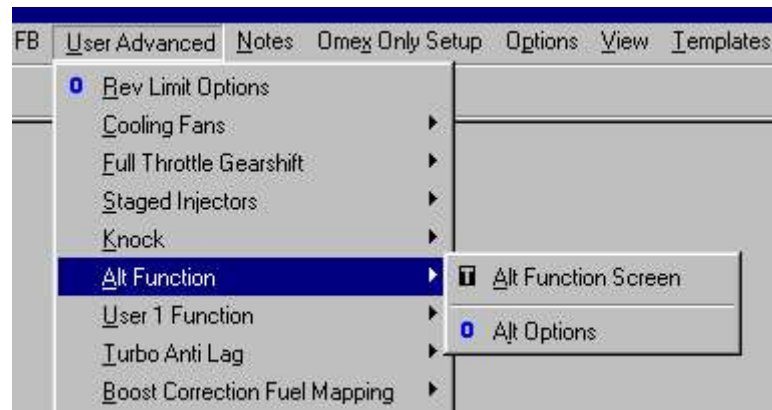 FB User Advanced Notes Omex Only Setup Options View Templates
O Rev Limit Options
Cooling Fans
Full Throttle Gearshift
Staged Injectors
Knock
Alt Function
T Alt Function Screen
User 1 Function
O Alt Options
Turbo Anti Lag
Boost Correction Fuel Mapping